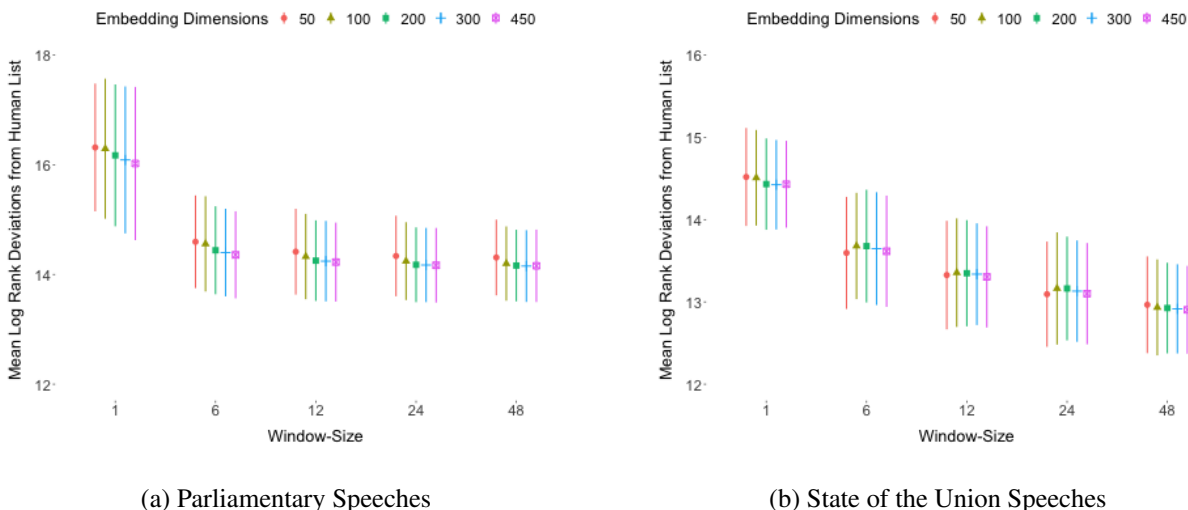 Embedding Dimensions 50 100 200 300 450
Mean Log Rank Deviations from Human List
18
16
14
12
1 6 12 24 48
Window-Size
(a) Parliamentary Speeches
Embedding Dimensions 50 100 200 300 450
Mean Log Rank Deviations from Human List
16
15
14
13
12
1 6 12 24 48
Window-Size
(b) State of the Union Speeches